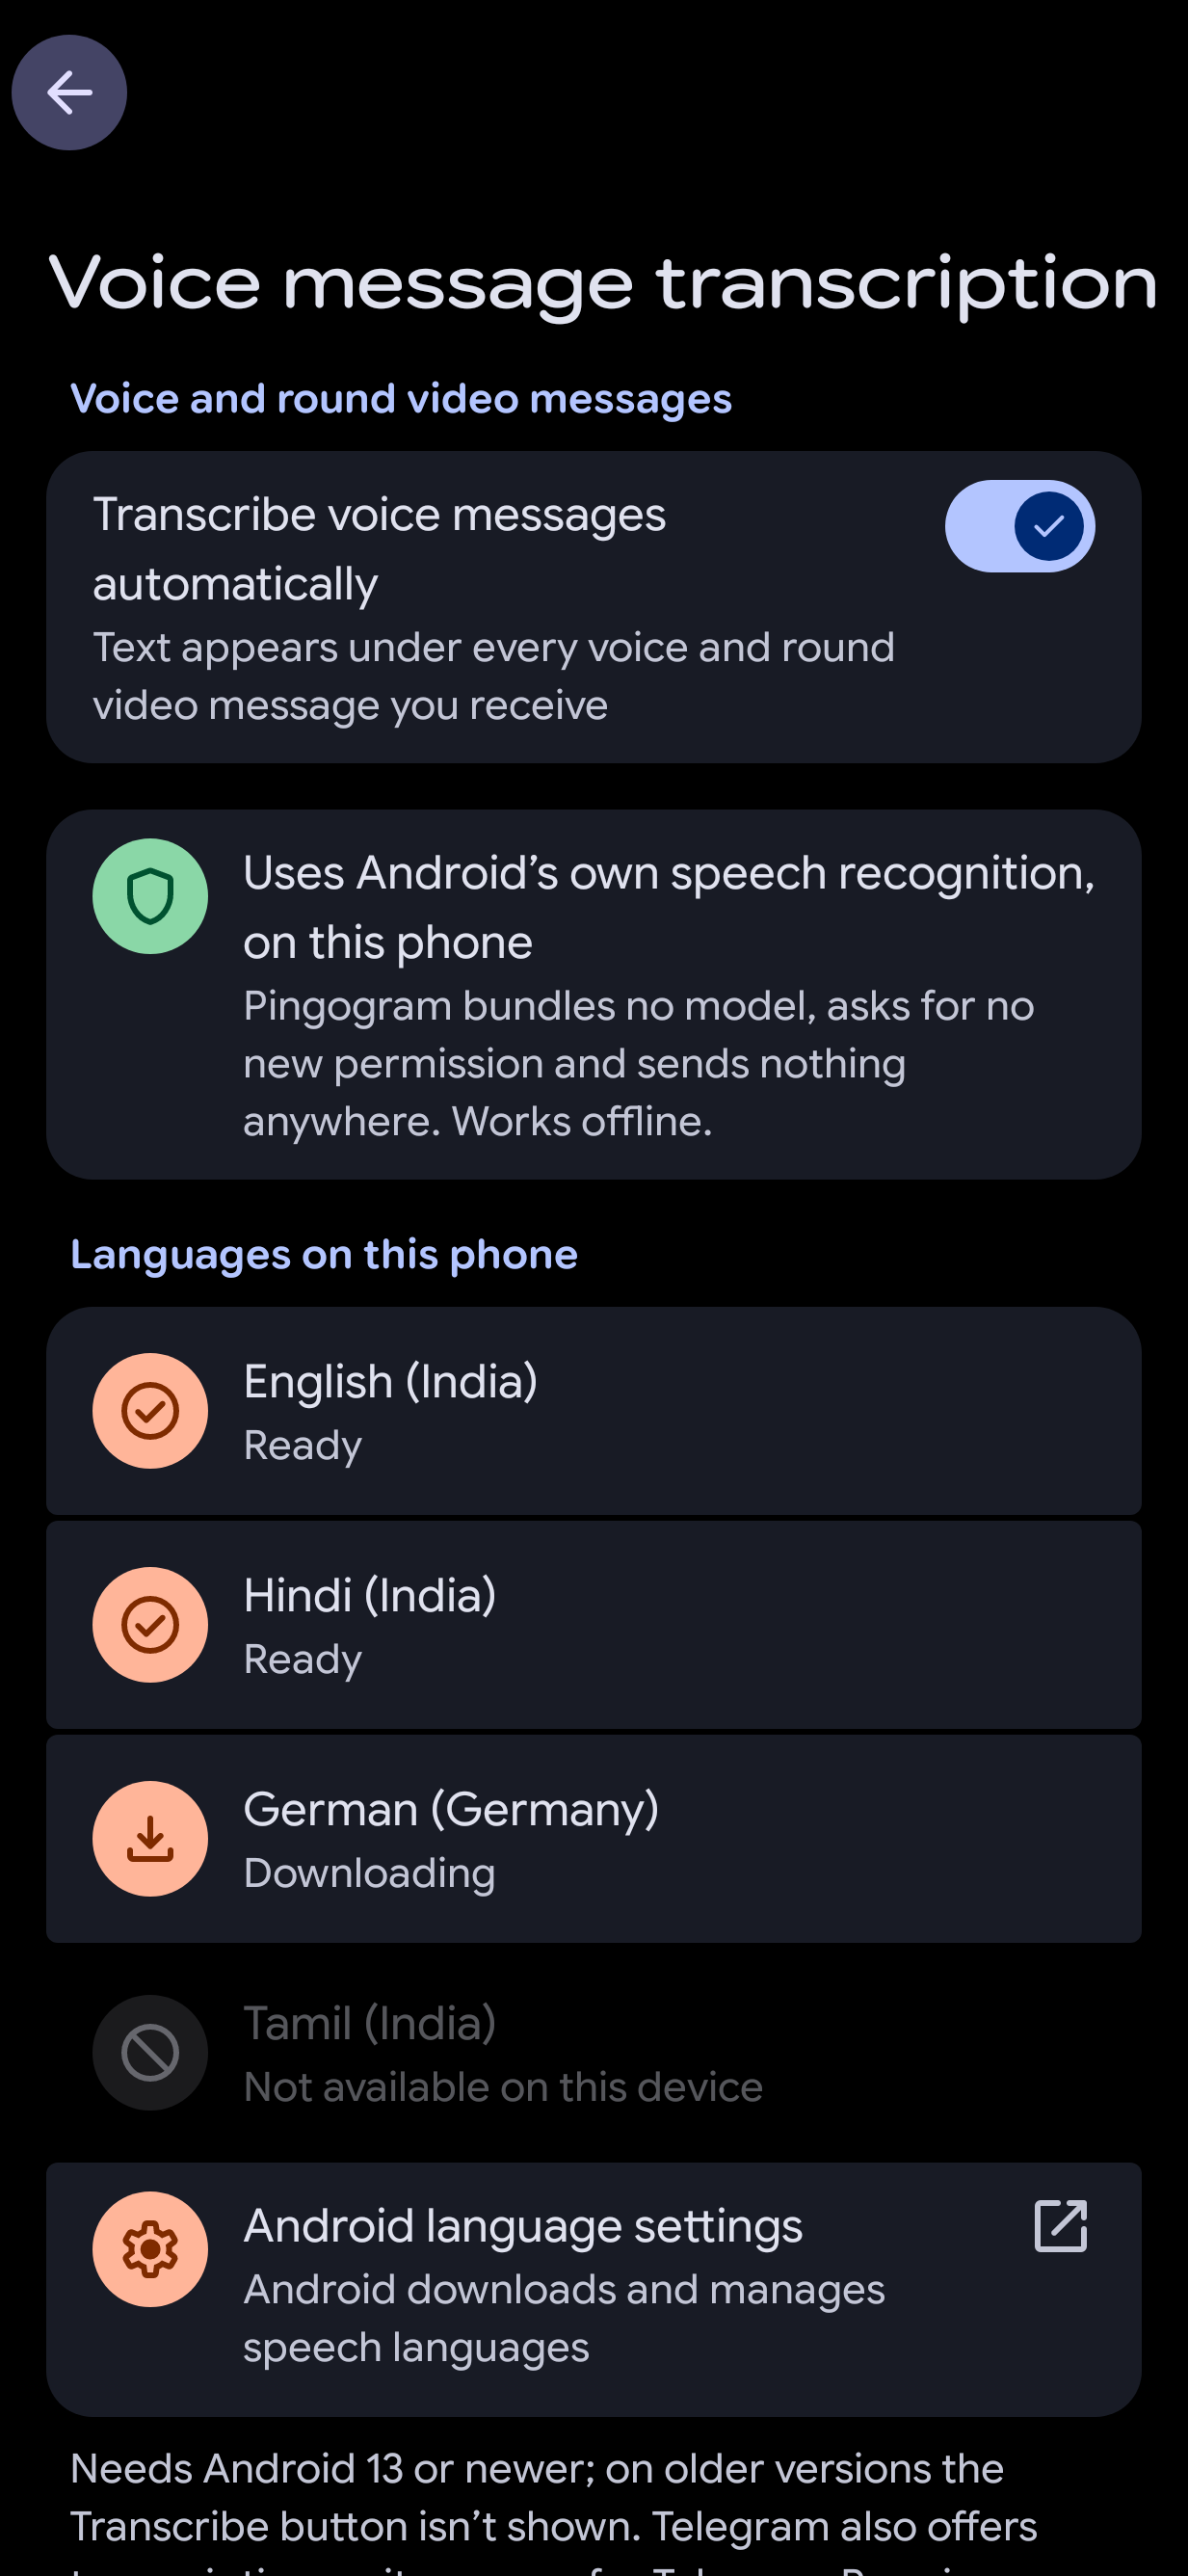 Voice message transcription
Voice and round video messages
Transcribe voice messages
automatically
Text appears under every voice and round
video message you receive
Uses Android’s own speech recognition,
on this phone
Pingogram bundles no model, asks for no
new permission and sends nothing
anywhere. Works offline.
Languages on this phone
English (India)
Ready
Hindi (India)
Ready
German (Germany)
Downloading
Tamil (India)
Not available on this device
Android language settings
Android downloads and manages
speech languages
Needs Android 13 or newer; on older versions the
Transcribe button isn’t shown. Telegram also offers